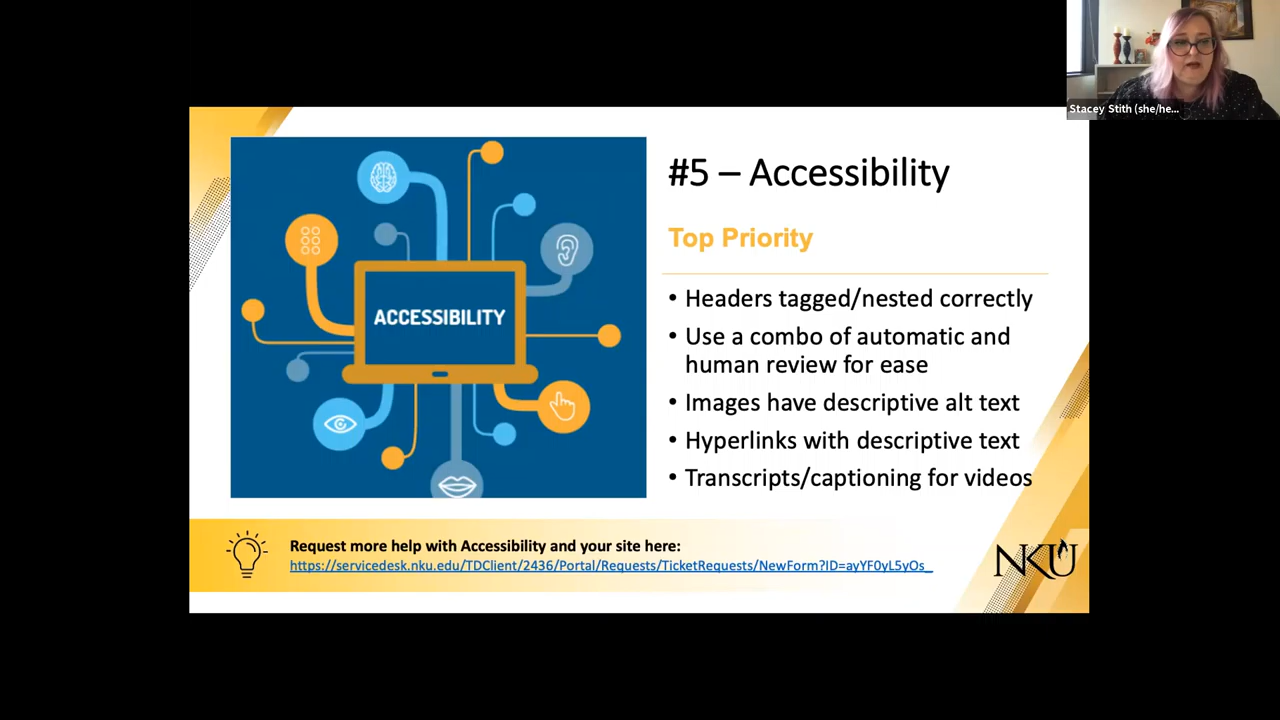 Stacey Stith (she/he...
#5 – Accessibility
Top Priority
ACCESSIBILITY
• Headers tagged/nested correctly
• Use a combo of automatic and
human review for ease
• Images have descriptive alt text
• Hyperlinks with descriptive text
• Transcripts/captioning for videos
Request more help with Accessibility and your site here:
https://servicedesk.nku.edu/TDClient/2436/Portal/Requests/TicketRequests/NewForm?ID=ayYF0yL5yOs_
NKU